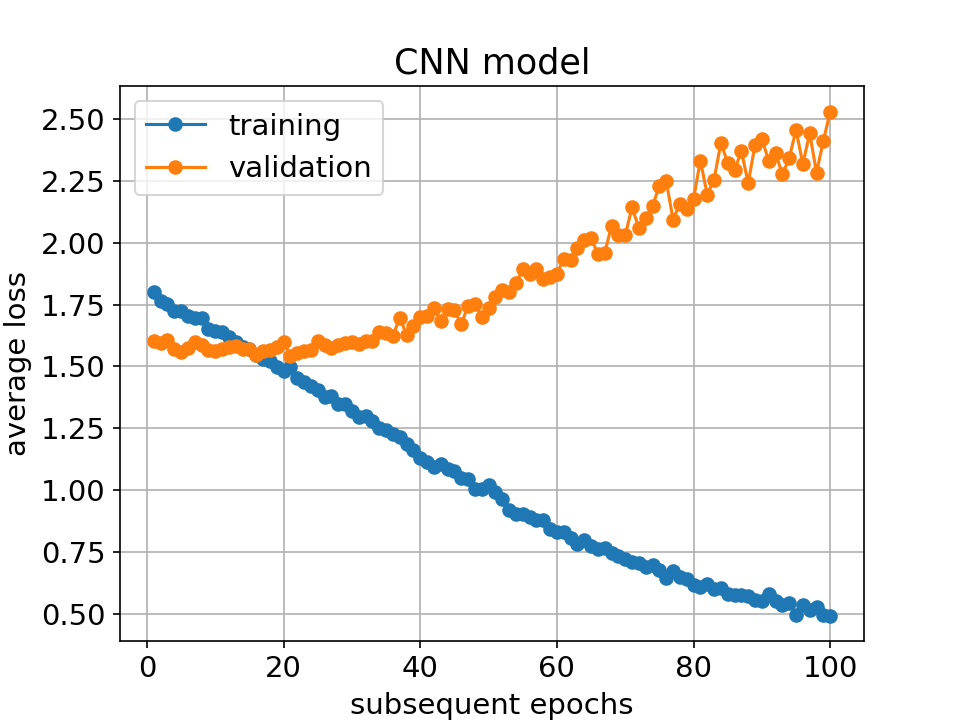 CNN model
training
validation
2.50
2.25
2.00
1.75
1.50
1.25
1.00
0.75
0.50
average loss
0 20 40 60 80 100
subsequent epochs